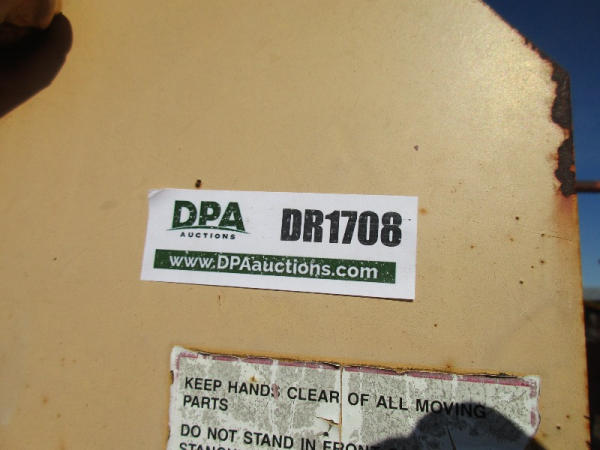 DPA
AUCTIONS
DR1708
www.DPAauctions.com
KEEP HANDS CLEAR OF ALL MOVING
PARTS
DO NOT STAND IN FRONT